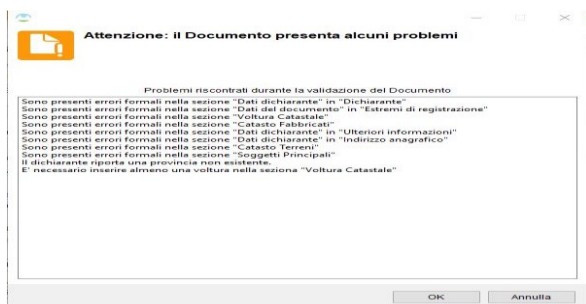 Attenzione: il Documento presenta alcuni problemi
Problemi riscontrati durante la validazione del Documento
Sono presenti errori formali nella sezione "Dati dichiarante" in "Dichiarante"
Sono presenti errori formali nella sezione "Dati del documento" in "Estremi di registrazione"
Sono presenti errori formali nella sezione "Voltura Catastale"
Sono presenti errori formali nella sezione "Catasto Fabbricati"
Sono presenti errori formali nella sezione "Dati dichiarante" in "Ulteriori informazioni"
Sono presenti errori formali nella sezione "Dati dichiarante" in "Indirizzo anagrafico"
Sono presenti errori formali nella sezione "Catasto Terreni"
Sono presenti errori formali nella sezione "Soggetti Principali"
Il dichiarante riporta una provincia non esistente.
E' necessario inserire almeno una voltura nella seziona "Voltura Catastale"
OK Annulla